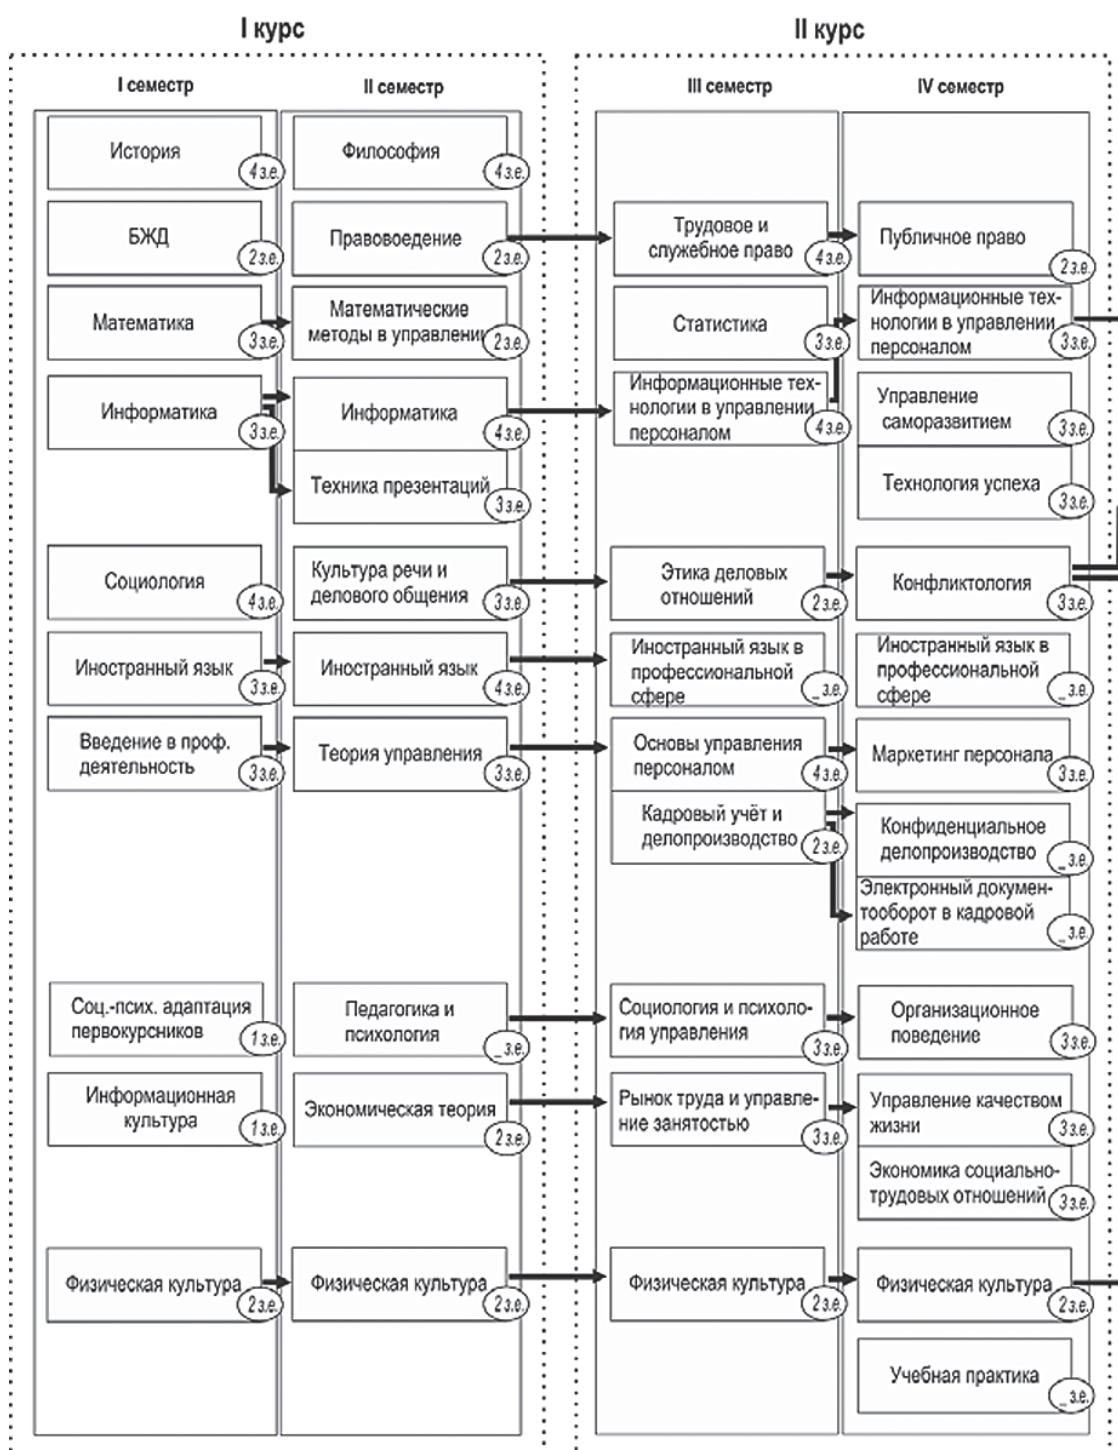 I курс
I семестр
II семестр
История
4 з.е.
Философия
4 з.е.
БЖД
2 з.е.
Правовоедение
2 з.е.
Математика
3 з.е.
Математические
методы в управлении
2 з.е.
Информатика
3 з.е.
Информатика
4 з.е.
Техника презентаций
3 з.е.
Социология
4 з.е.
Культура речи и
делового общения
3 з.е.
Иностранный язык
3 з.е.
Иностранный язык
4 з.е.
Введение в проф.
деятельность
3 з.е.
Теория управления
3 з.е.
Соц.-псих. адаптация
первокурсников
1 з.е.
Педагогика и
психология
_ з.е.
Информационная
культура
1 з.е.
Экономическая теория
2 з.е.
Физическая культура
2 з.е.
Физическая культура
2 з.е.
II курс
III семестр
IV семестр
Трудовое и
служебное право
4 з.е.
Публичное право
2 з.е.
Статистика
3 з.е.
Информационные тех-
нологии в управлении
персоналом
3 з.е.
Информационные тех-
нологии в управлении
персоналом
4 з.е.
Управление
саморазвитием
3 з.е.
Технология успеха
3 з.е.
Этика деловых
отношений
2 з.е.
Конфликтология
3 з.е.
Иностранный язык в
профессиональной
сфере
_ з.е.
Иностранный язык в
профессиональной
сфере
_ з.е.
Основы управления
персоналом
4 з.е.
Маркетинг персонала
3 з.е.
Кадровый учёт и
делопроизводство
2 з.е.
Конфиденциальное
делопроизводство
_ з.е.
Электронный докумен-
тооборот в кадровой
работе
_ з.е.
Социология и психоло-
гия управления
3 з.е.
Организационное
поведение
3 з.е.
Рынок труда и управле-
ние занятостью
3 з.е.
Управление качеством
жизни
3 з.е.
Экономика социально-
трудовых отношений
3 з.е.
Физическая культура
2 з.е.
Физическая культура
2 з.е.
Учебная практика
_ з.е.